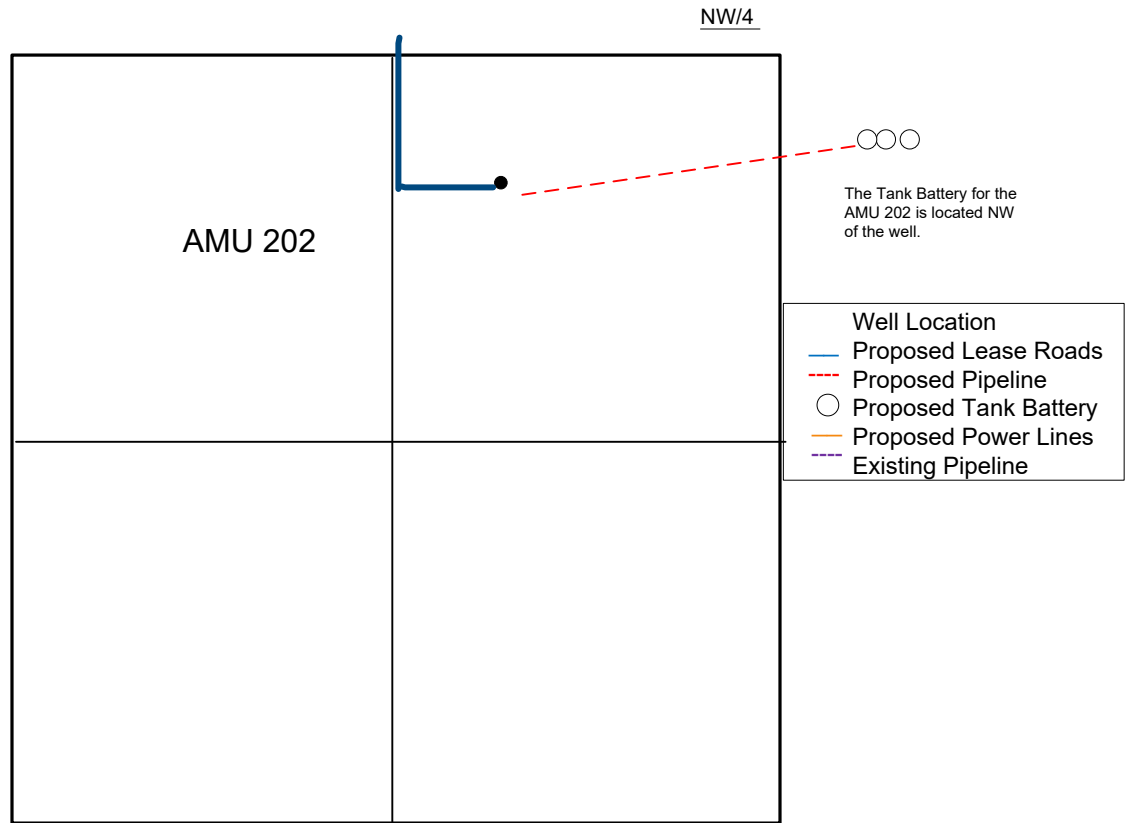 NW/4
The Tank Battery for the
AMU 202 is located NW
of the well.
AMU 202
Well Location
Proposed Lease Roads
Proposed Pipeline
Proposed Tank Battery
Proposed Power Lines
Existing Pipeline